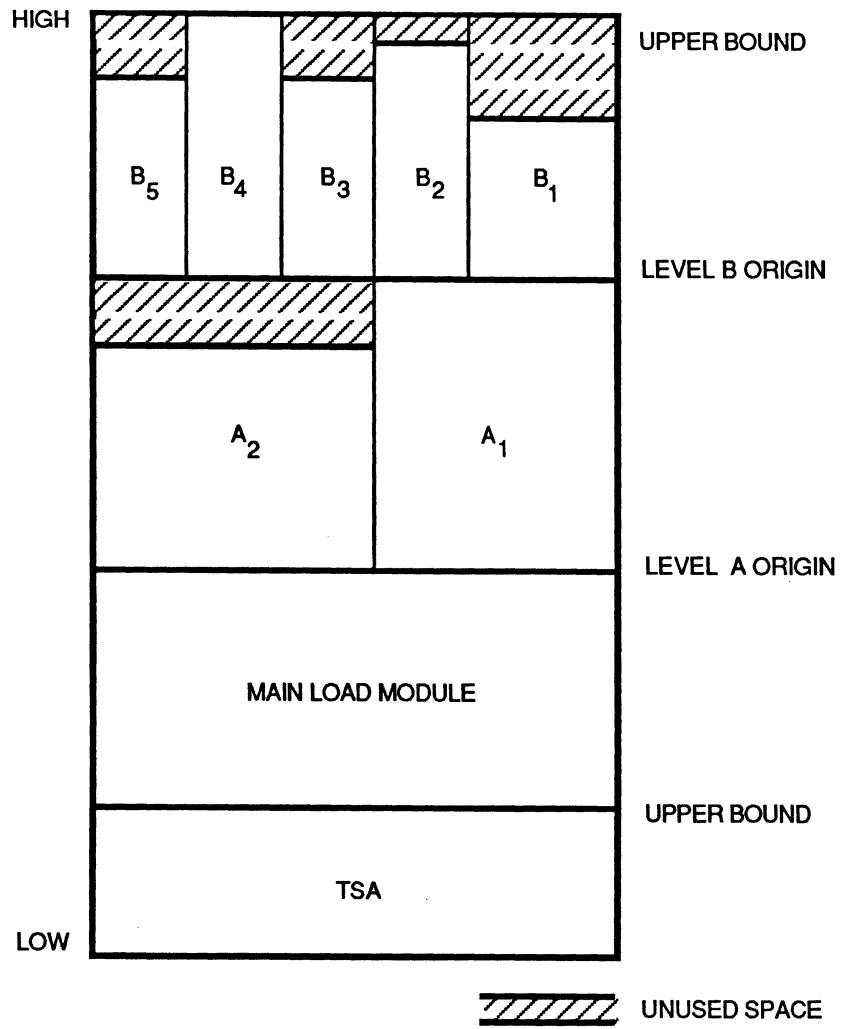 HIGH
UPPER BOUND
B5 B4 B3 B2 B1
LEVEL B ORIGIN
A2 A1
LEVEL A ORIGIN
MAIN LOAD MODULE
UPPER BOUND
TSA
LOW
UNUSED SPACE